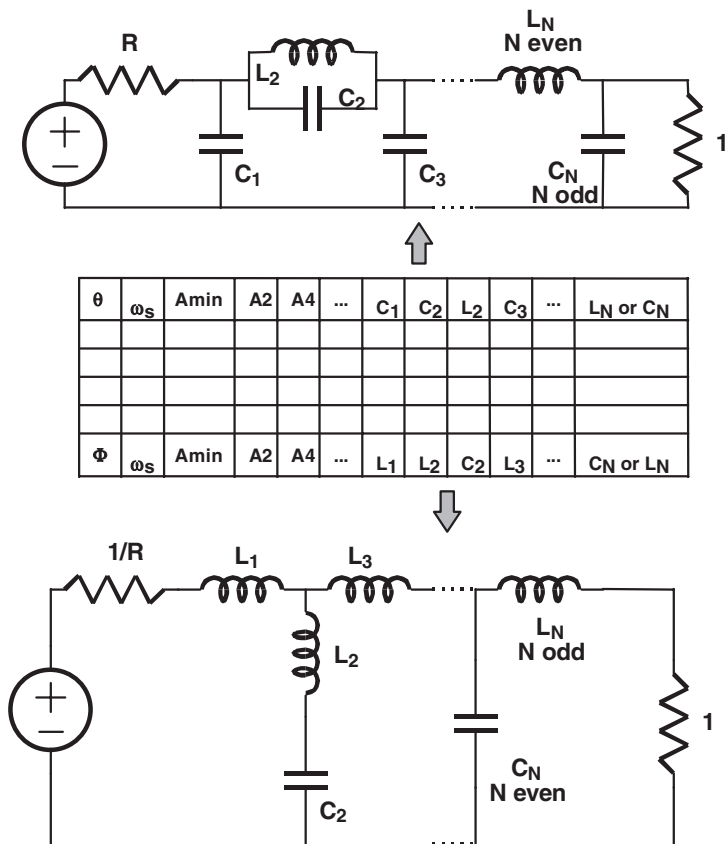 R
L2
C2
LN
N even
+
–
C1
C3
CN
N odd
1
θ ωs Amin A2 A4 ... C1 C2 L2 C3 ... LN or CN
Φ ωs Amin A2 A4 ... L1 L2 C2 L3 ... CN or LN
1/R
L1
L3
LN
N odd
L2
+
–
1
CN
N even
C2